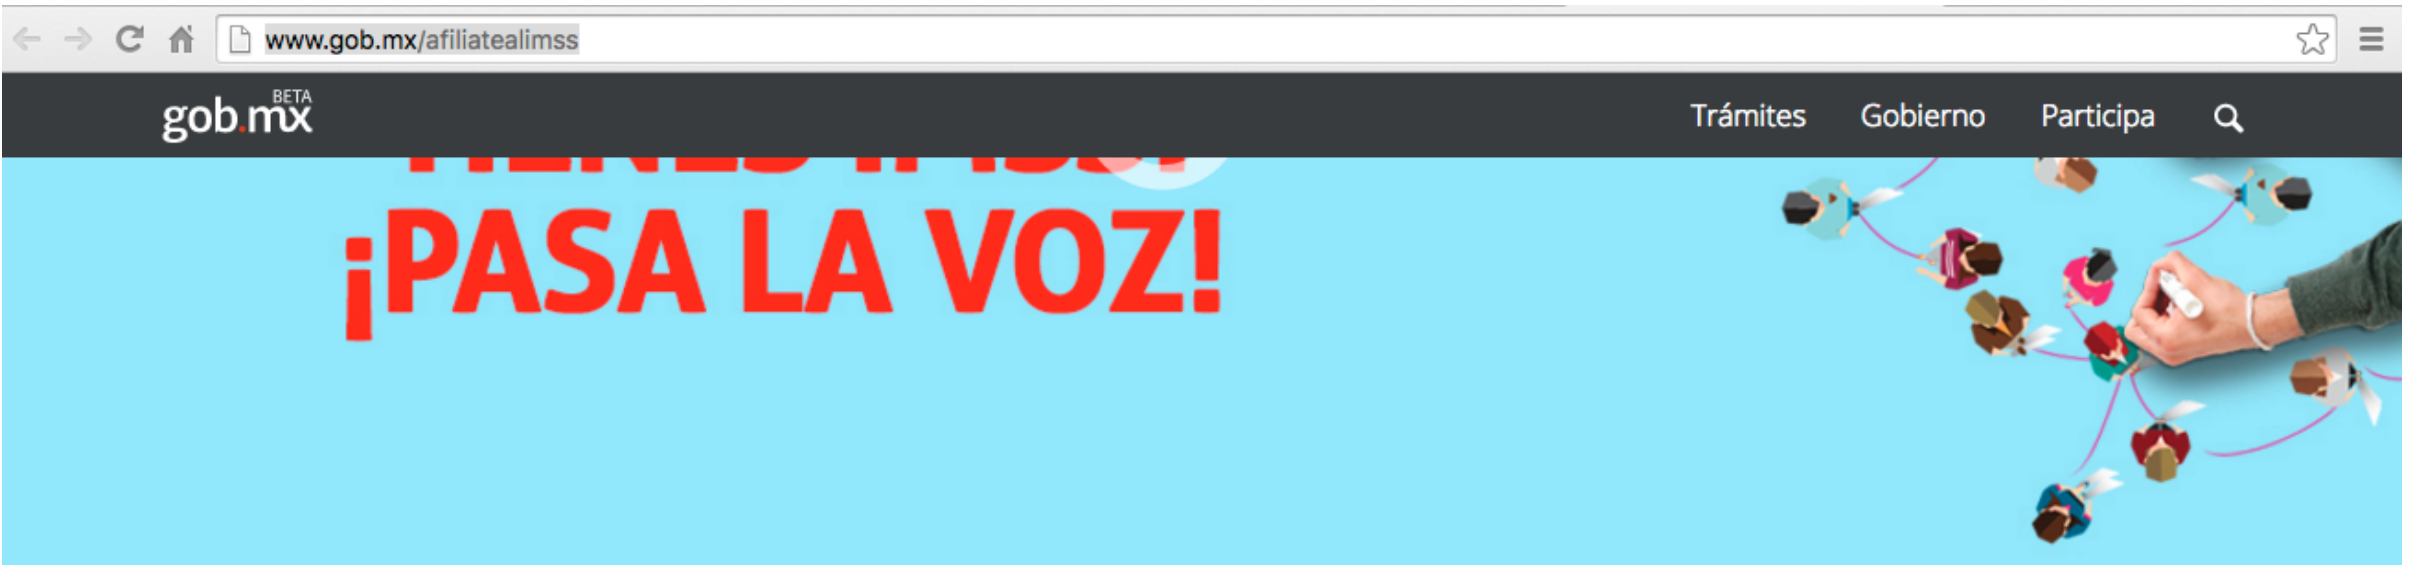 www.gob.mx/afiliatealimss
gob.mx BETA
Trámites Gobierno Participa
¡PASA LA VOZ!